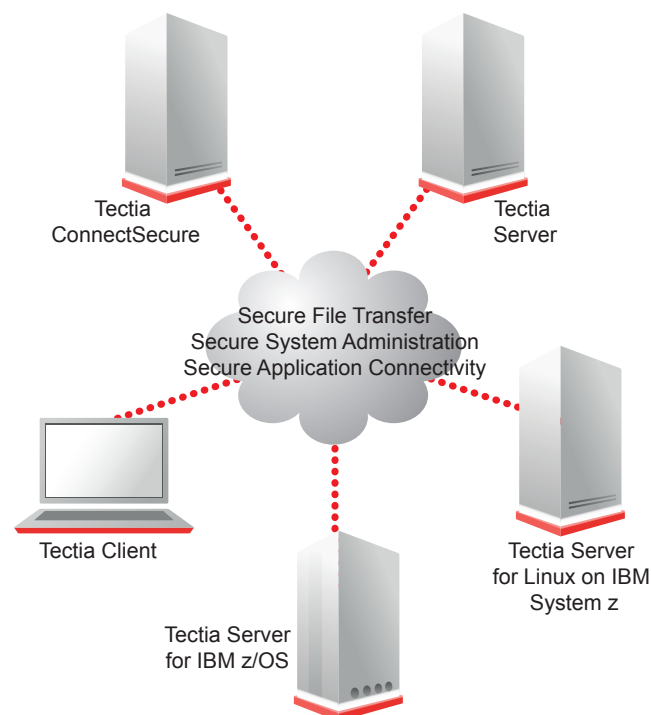 Tectia
ConnectSecure
Tectia
Server
Secure File Transfer
Secure System Administration
Secure Application Connectivity
Tectia Client
Tectia Server
for Linux on IBM
System z
Tectia Server
for IBM z/OS